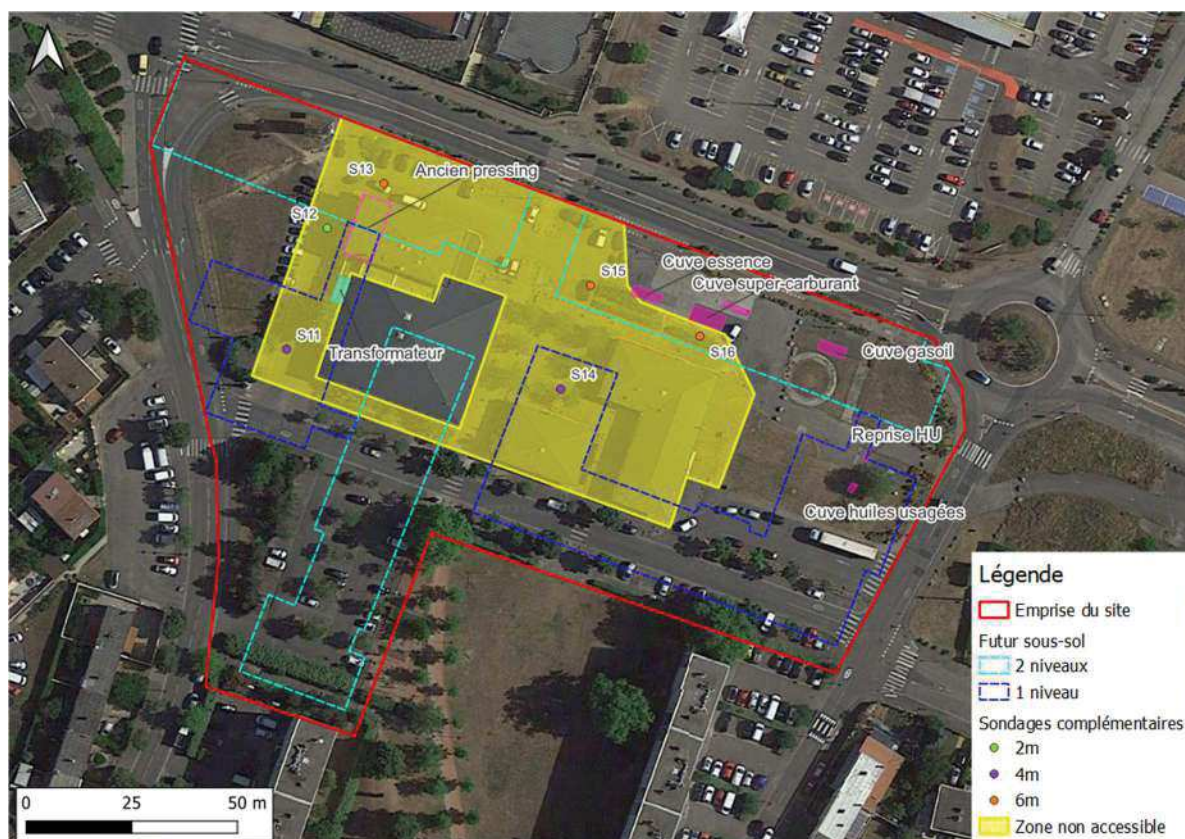 S13
Ancien pressing
S12
S15
Cuve essence
Cuve super-carburant
S11
Transformateur
S16
Cuve gasoil
S14
Reprise HU
Cuve huiles usagées
Légende
Emprise du site
Futur sous-sol
2 niveaux
1 niveau
Sondages complémentaires
2m
4m
6m
Zone non accessible
0 25 50 m